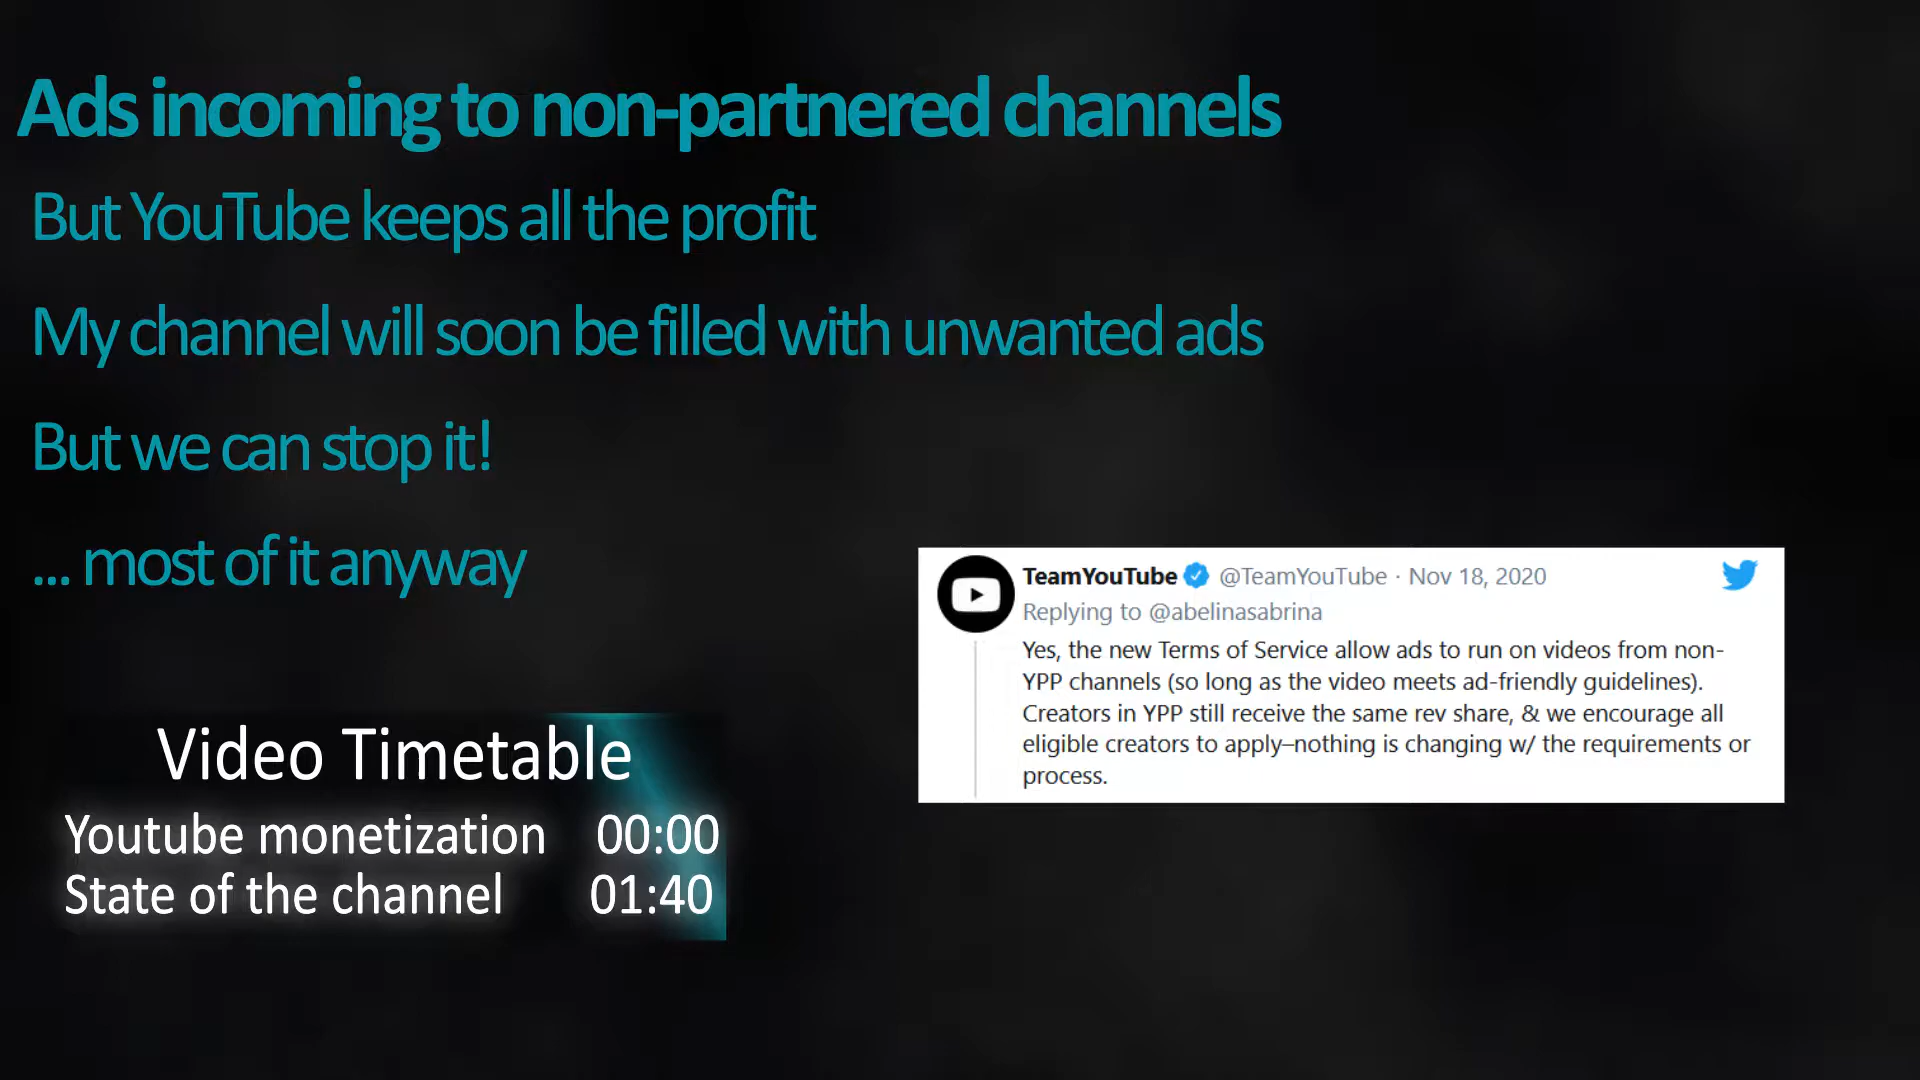 Ads incoming to non-partnered channels
But YouTube keeps all the profit
My channel will soon be filled with unwanted ads
But we can stop it!
... most of it anyway
TeamYouTube @TeamYouTube · Nov 18, 2020
Replying to @abelinasabrina
Yes, the new Terms of Service allow ads to run on videos from non-
YPP channels (so long as the video meets ad-friendly guidelines).
Creators in YPP still receive the same rev share, & we encourage all
eligible creators to apply–nothing is changing w/ the requirements or
process.
Video Timetable
Youtube monetization 00:00
State of the channel 01:40